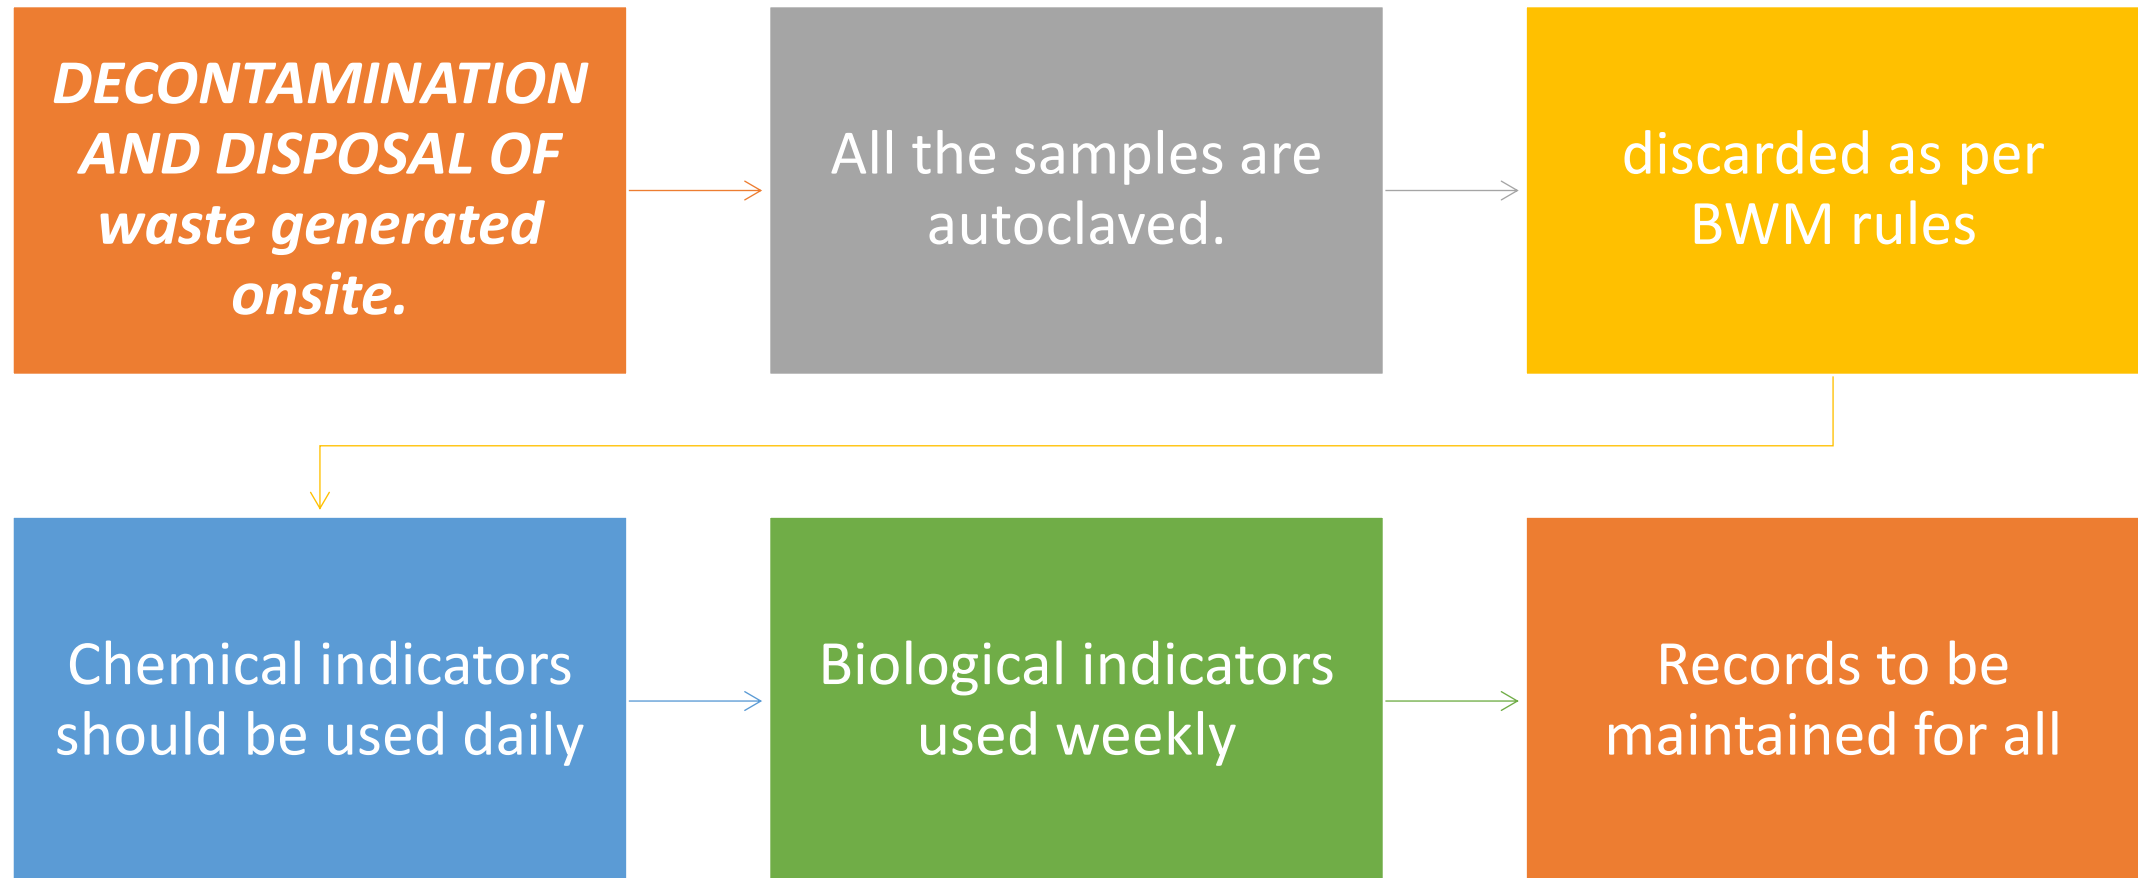 DECONTAMINATION
AND DISPOSAL OF
waste generated
onsite.
All the samples are
autoclaved.
discarded as per
BWM rules
Chemical indicators
should be used daily
Biological indicators
used weekly
Records to be
maintained for all